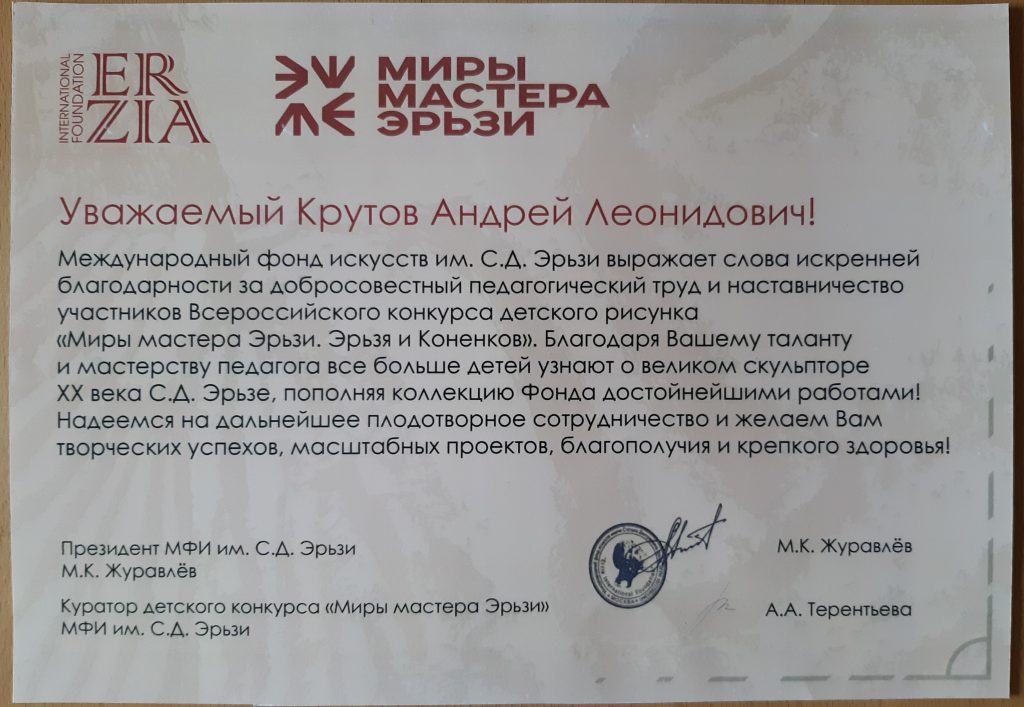 INTERNATIONAL
FOUNDATION
ER
ZIA
МИРЫ
МАСТЕРА
ЭРЬЗИ
Уважаемый Крутов Андрей Леонидович!
Международный фонд искусств им. С.Д. Эрьзи выражает слова искренней
благодарности за добросовестный педагогический труд и наставничество
участников Всероссийского конкурса детского рисунка
«Миры мастера Эрьзи. Эрьзя и Коненков». Благодаря Вашему таланту
и мастерству педагога все больше детей узнают о великом скульпторе
XX века С.Д. Эрьзе, пополняя коллекцию Фонда достойнейшими работами!
Надеемся на дальнейшее плодотворное сотрудничество и желаем Вам
творческих успехов, масштабных проектов, благополучия и крепкого здоровья!
Президент МФИ им. С.Д. Эрьзи
М.К. Журавлёв
М.К. Журавлёв
Куратор детского конкурса «Миры мастера Эрьзи»
МФИ им. С.Д. Эрьзи
А.А. Терентьева